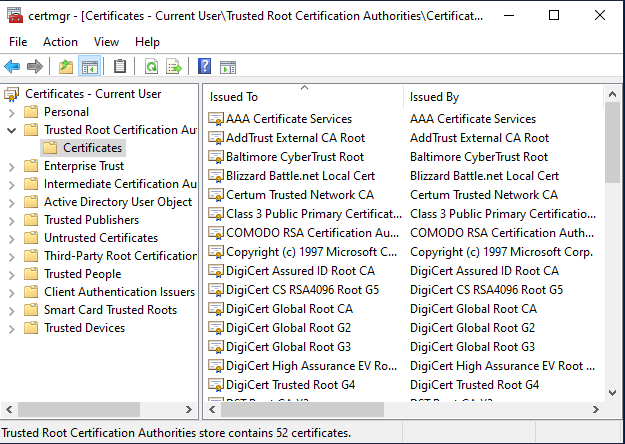 certmgr - [Certificates - Current User\Trusted Root Certification Authorities\Certificat...
File Action View Help
Certificates - Current User
Personal
Trusted Root Certification Aut
Certificates
Enterprise Trust
Intermediate Certification Au
Active Directory User Object
Trusted Publishers
Untrusted Certificates
Third-Party Root Certification
Trusted People
Client Authentication Issuers
Smart Card Trusted Roots
Trusted Devices
Issued To Issued By
AAA Certificate Services AAA Certificate Services
AddTrust External CA Root AddTrust External CA Root
Baltimore CyberTrust Root Baltimore CyberTrust Root
Blizzard Battle.net Local Cert Blizzard Battle.net Local Cert
Certum Trusted Network CA Certum Trusted Network CA
Class 3 Public Primary Certificat... Class 3 Public Primary Certificatio...
COMODO RSA Certification Au... COMODO RSA Certification Auth...
Copyright (c) 1997 Microsoft C... Copyright (c) 1997 Microsoft Corp.
DigiCert Assured ID Root CA DigiCert Assured ID Root CA
DigiCert CS RSA4096 Root G5 DigiCert CS RSA4096 Root G5
DigiCert Global Root CA DigiCert Global Root CA
DigiCert Global Root G2 DigiCert Global Root G2
DigiCert Global Root G3 DigiCert Global Root G3
DigiCert High Assurance EV Ro... DigiCert High Assurance EV Root ...
DigiCert Trusted Root G4 DigiCert Trusted Root G4
DST Root CA X3 DST Root CA X3
Trusted Root Certification Authorities store contains 52 certificates.